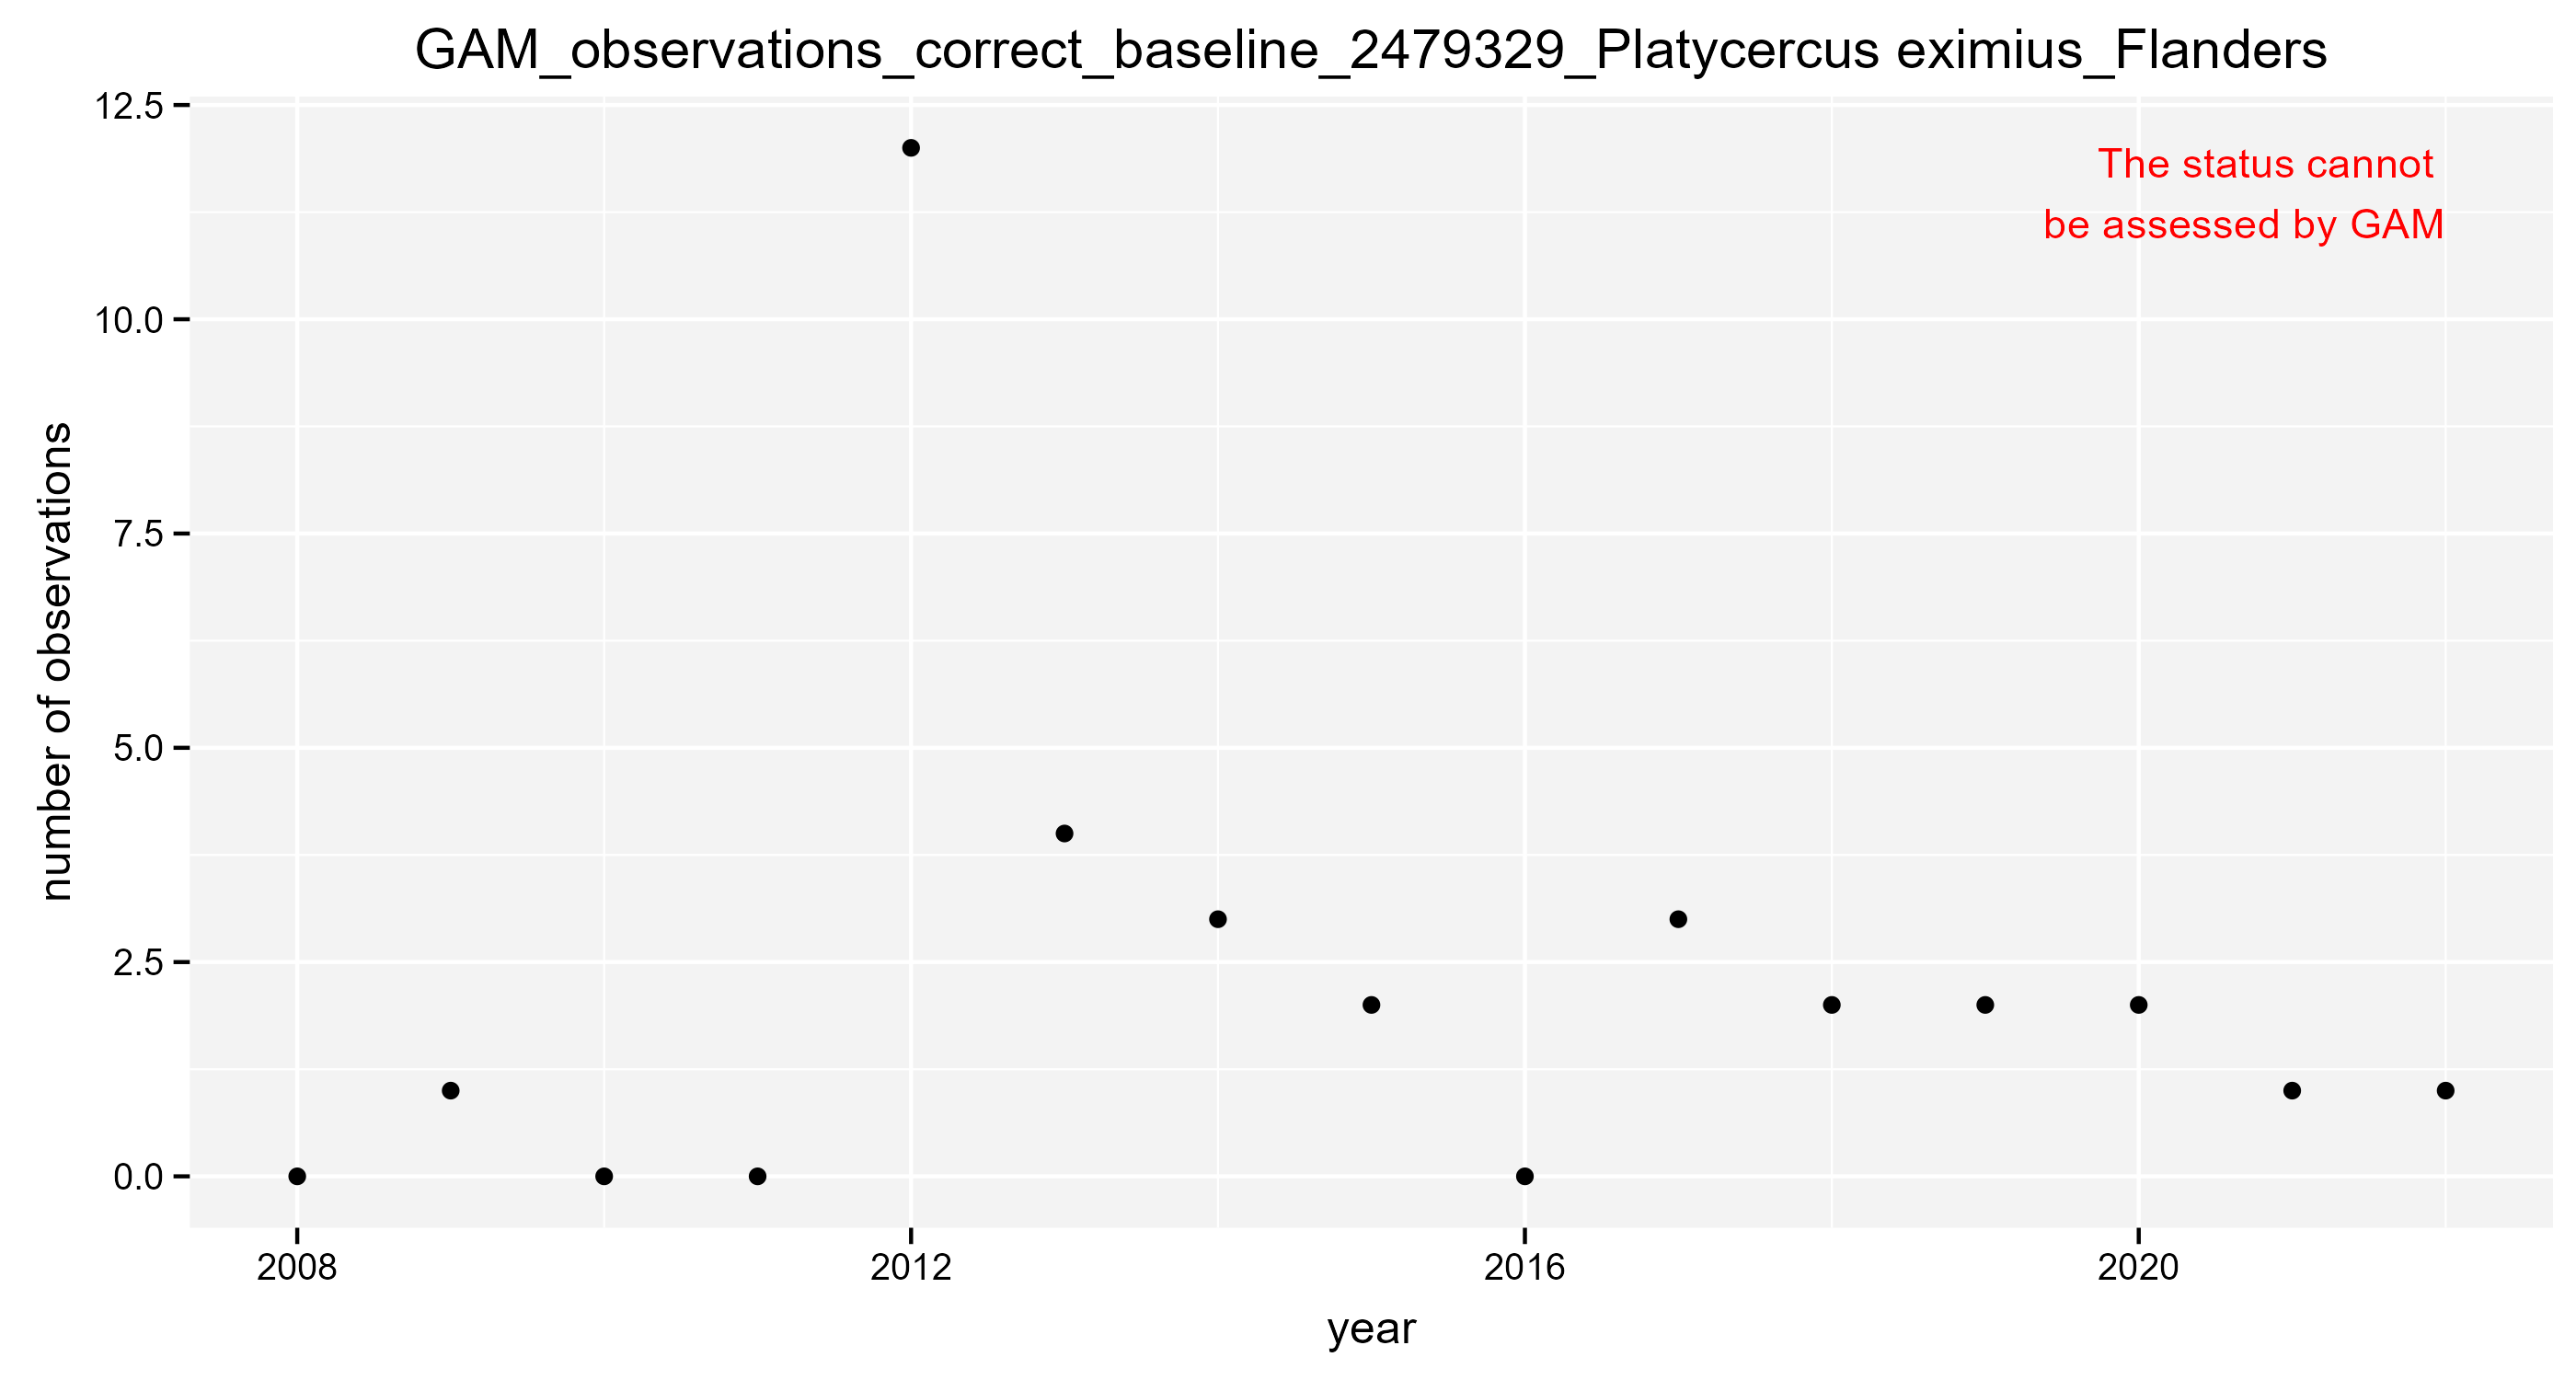 GAM_observations_correct_baseline_2479329_Platycercus eximius_Flanders
12.5
The status cannot
be assessed by GAM
10.0
7.5
number of observations
5.0
2.5
0.0
2008 2012 2016 2020
year